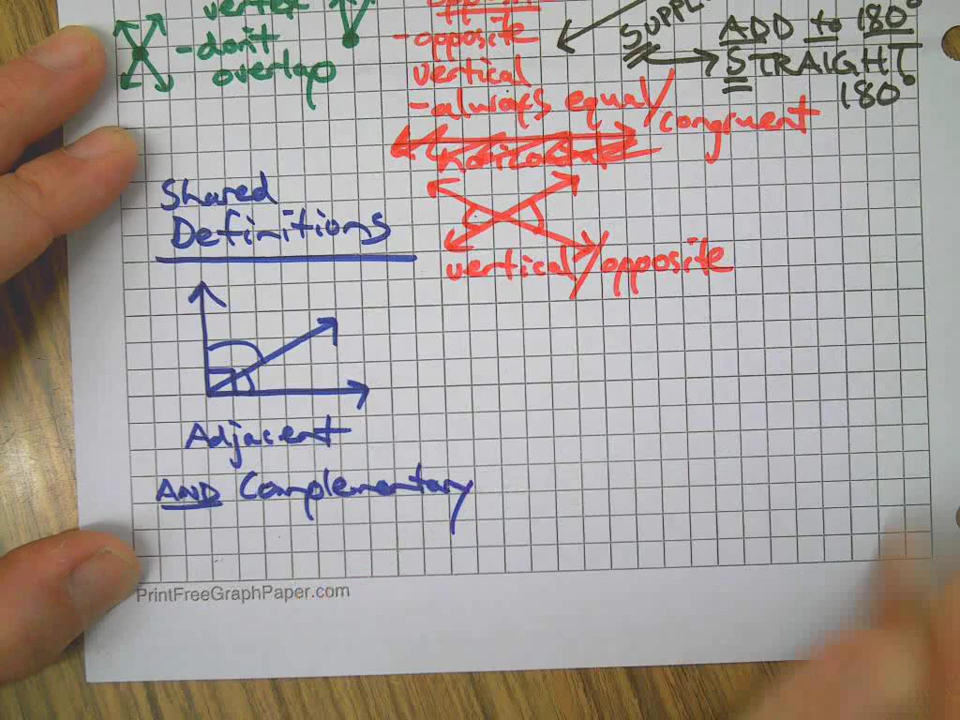 vertex
-don't
overlap
-opposite
vertical
-always equal/
congruent
vertical/opposite
SUPPL
ADD to 180°
STRAIGHT
180°
Shared
Definitions
Adjacent
AND Complementary
PrintFreeGraphPaper.com